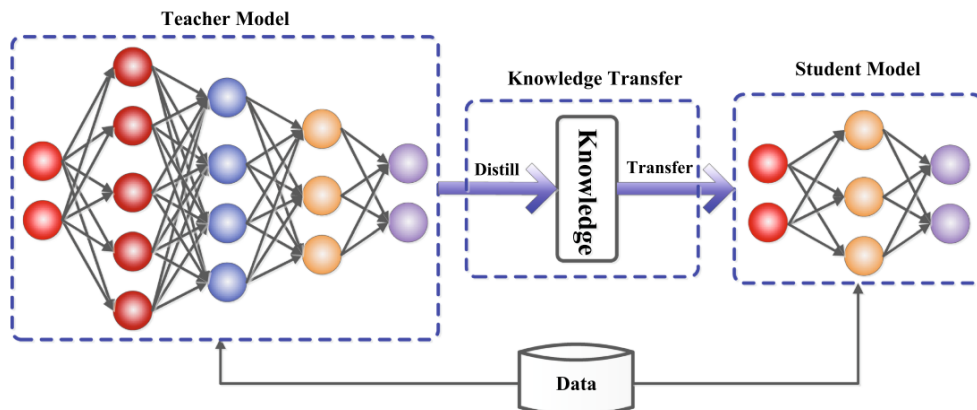 Teacher Model
Knowledge Transfer
Student Model
Distill
Knowledge
Transfer
Data